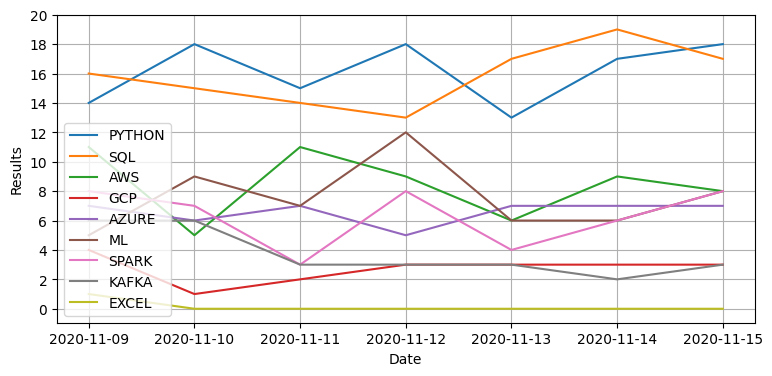 20
18
16
14
12
10
8
6
4
2
0
Results
PYTHON
SQL
AWS
GCP
AZURE
ML
SPARK
KAFKA
EXCEL
2020-11-09 2020-11-10 2020-11-11 2020-11-12 2020-11-13 2020-11-14 2020-11-15
Date